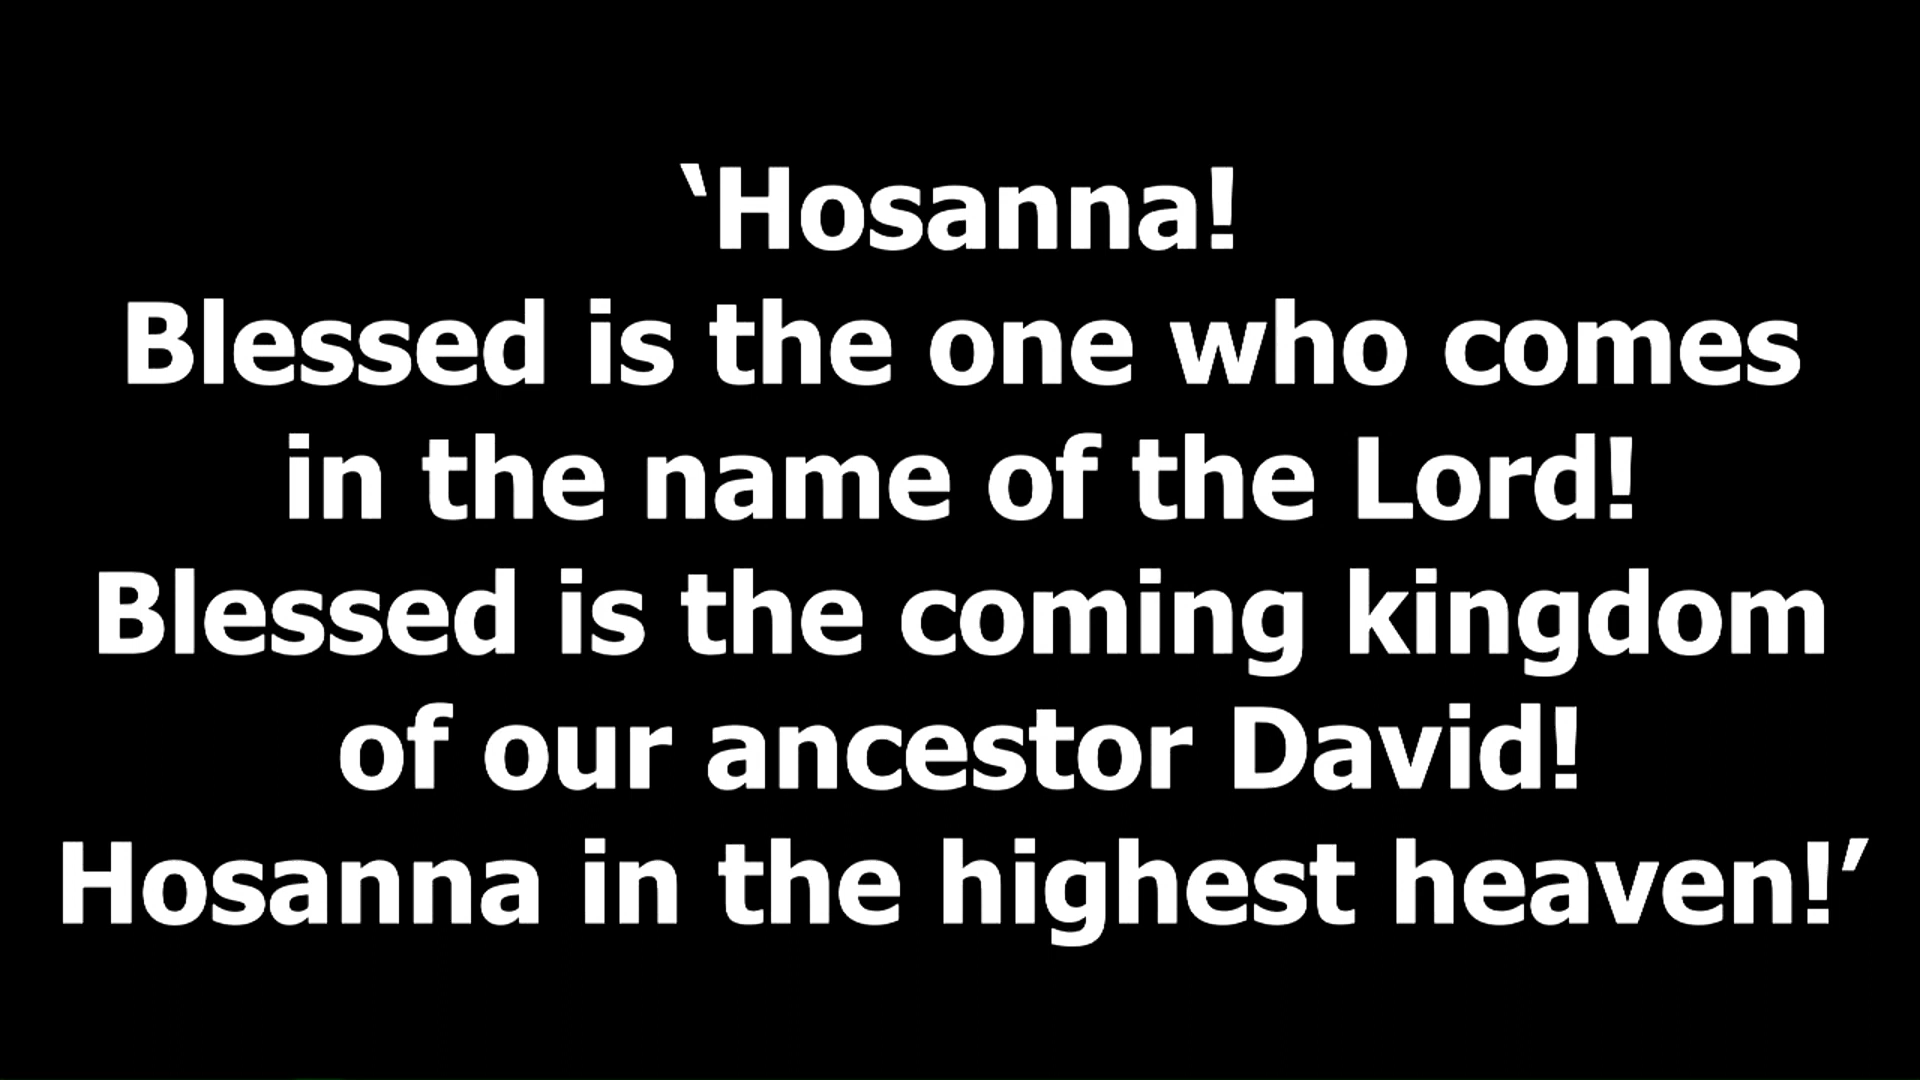 ‘Hosanna!
Blessed is the one who comes
in the name of the Lord!
Blessed is the coming kingdom
of our ancestor David!
Hosanna in the highest heaven!’